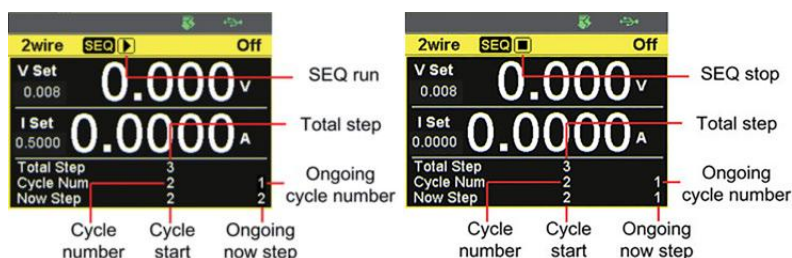 2wire SEQ Off
V Set
0.008
0.000 V
SEQ run
I Set
0.5000
0.0000 A
Total step
Total Step 3
Cycle Num 2 1
Now Step 2 2
Ongoing
cycle number
Cycle
number
Cycle
start
Ongoing
now step
2wire SEQ Off
V Set
0.008
0.000 V
SEQ stop
I Set
0.0000
0.0000 A
Total step
Total Step 3
Cycle Num 2 1
Now Step 2 1
Ongoing
cycle number
Cycle
number
Cycle
start
Ongoing
now step